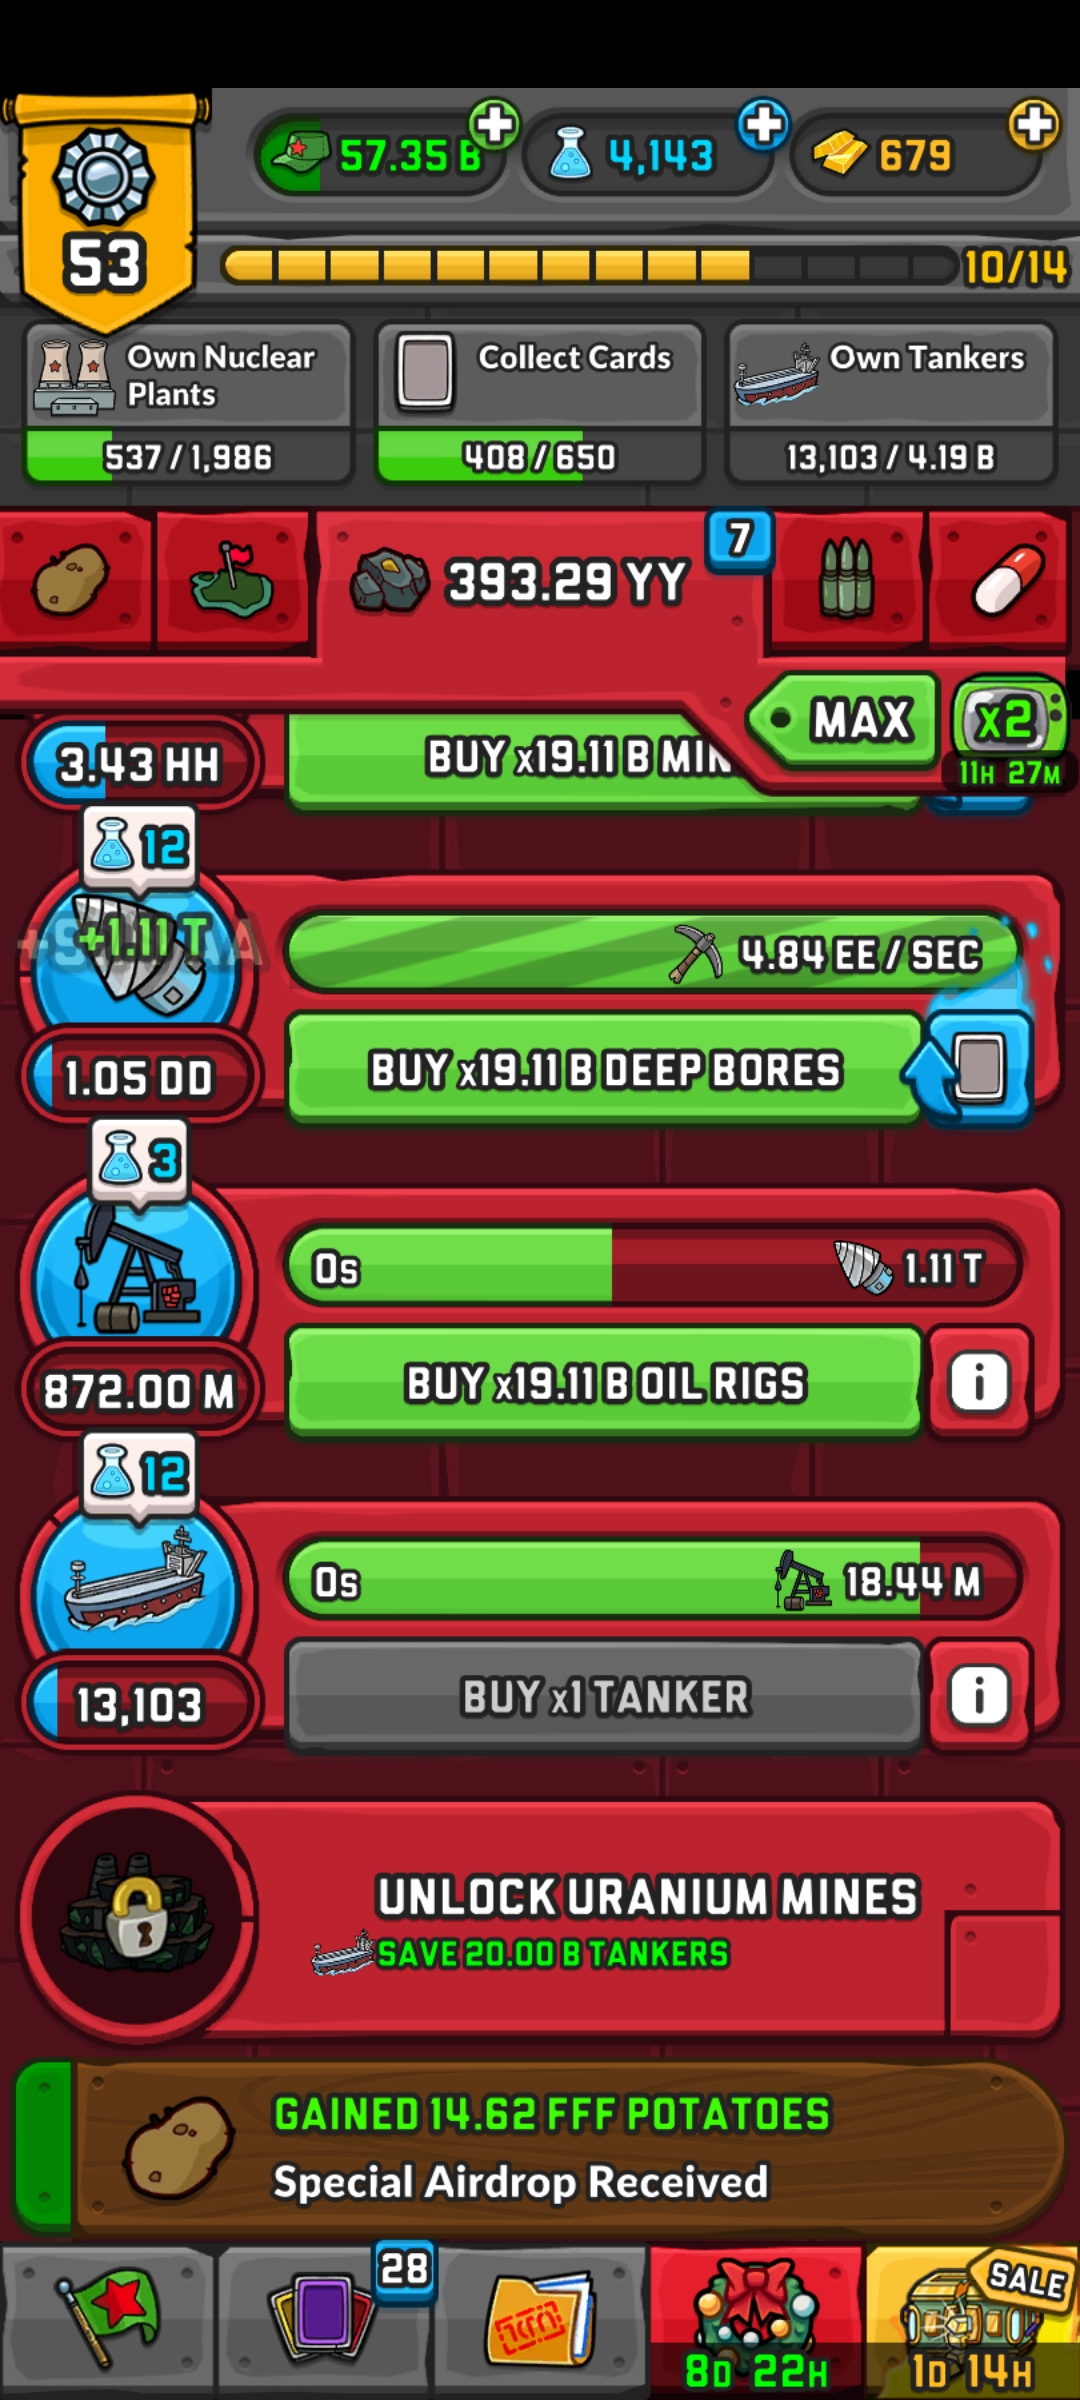 57.35 B
4,143
679
53
10/14
Own Nuclear
Plants
537 / 1,986
Collect Cards
408 / 650
Own Tankers
13,103 / 4.19 B
393.29 YY
7
MAX
x2
11H 27M
3.43 HH
BUY x19.11 B MIN
12
+1.11 T
4.84 EE / SEC
1.05 DD
BUY x19.11 B DEEP BORES
3
0s
1.11 T
872.00 M
BUY x19.11 B OIL RIGS
i
12
0s
18.44 M
13,103
BUY x1 TANKER
i
UNLOCK URANIUM MINES
SAVE 20.00 B TANKERS
GAINED 14.62 FFF POTATOES
Special Airdrop Received
28
SALE
8D 22H
1D 14H